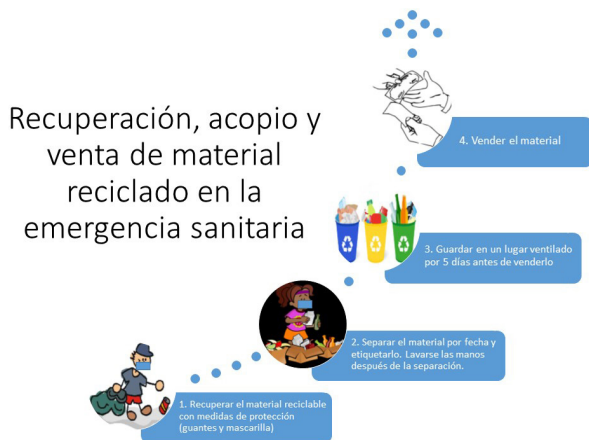 Recuperación, acopio y
venta de material
reciclado en la
emergencia sanitaria
4. Vender el material
3. Guardar en un lugar ventilado
por 5 días antes de venderlo
2. Separar el material por fecha y
etiquetarlo. Lavarse las manos
después de la separación.
1. Recuperar el material reciclable
con medidas de protección
(guantes y mascarilla)